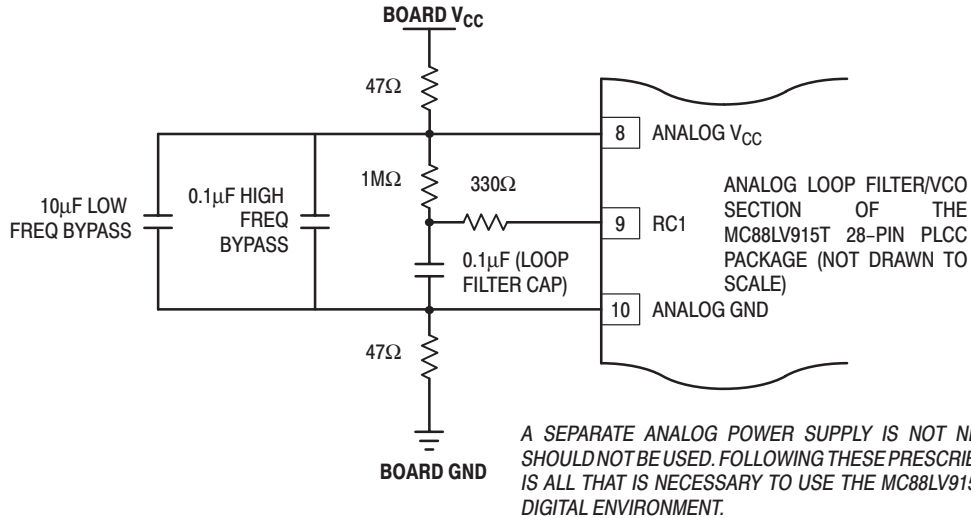 BOARD VCC
47Ω
8 ANALOG VCC
1MΩ
330Ω
10μF LOW
FREQ BYPASS
0.1μF HIGH
FREQ
BYPASS
9 RC1
0.1μF (LOOP
FILTER CAP)
ANALOG LOOP FILTER/VCO
SECTION OF THE
MC88LV915T 28–PIN PLCC
PACKAGE (NOT DRAWN TO
SCALE)
10 ANALOG GND
47Ω
BOARD GND
A SEPARATE ANALOG POWER SUPPLY IS NOT
SHOULD NOT BE USED. FOLLOWING THESE
IS ALL THAT IS NECESSARY TO USE THE
DIGITAL ENVIRONMENT.